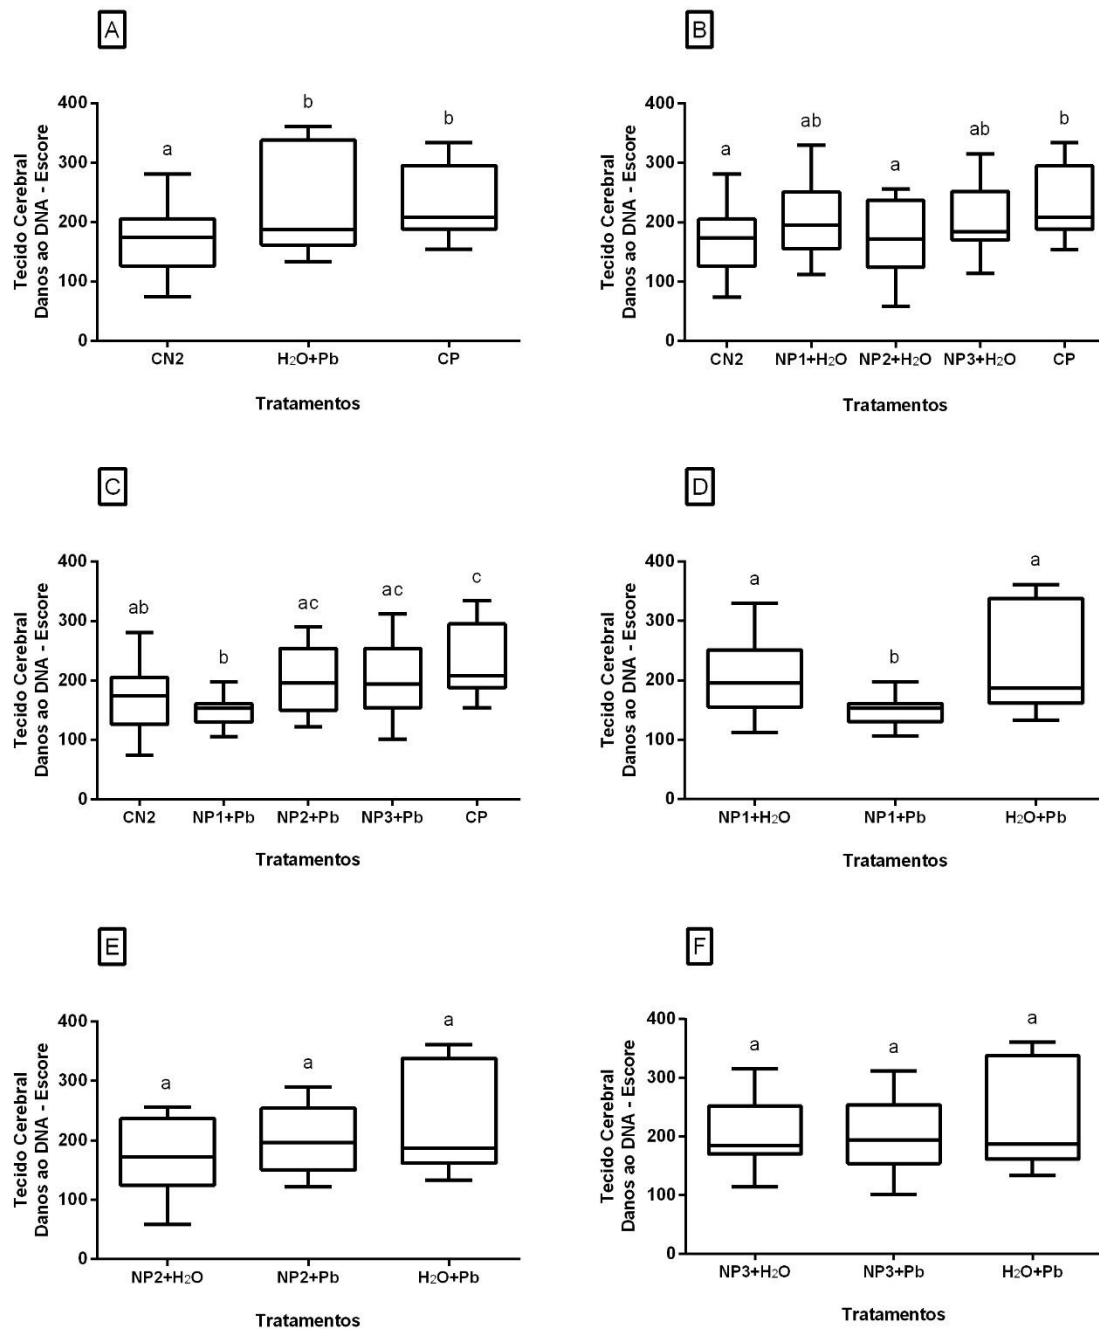 A
Tecido Cerebral
Danos ao DNA - Escore
400
300
200
100
0
a
b
b
CN2
H₂O+Pb
CP
Tratamentos
B
Tecido Cerebral
Danos ao DNA - Escore
400
300
200
100
0
a
ab
a
ab
b
CN2
NP1+H₂O
NP2+H₂O
NP3+H₂O
CP
Tratamentos
C
Tecido Cerebral
Danos ao DNA - Escore
400
300
200
100
0
ab
b
ac
ac
c
CN2
NP1+Pb
NP2+Pb
NP3+Pb
CP
Tratamentos
D
Tecido Cerebral
Danos ao DNA - Escore
400
300
200
100
0
a
b
a
NP1+H₂O
NP1+Pb
H₂O+Pb
Tratamentos
E
Tecido Cerebral
Danos ao DNA - Escore
400
300
200
100
0
a
a
a
NP2+H₂O
NP2+Pb
H₂O+Pb
Tratamentos
F
Tecido Cerebral
Danos ao DNA - Escore
400
300
200
100
0
a
a
a
NP3+H₂O
NP3+Pb
H₂O+Pb
Tratamentos